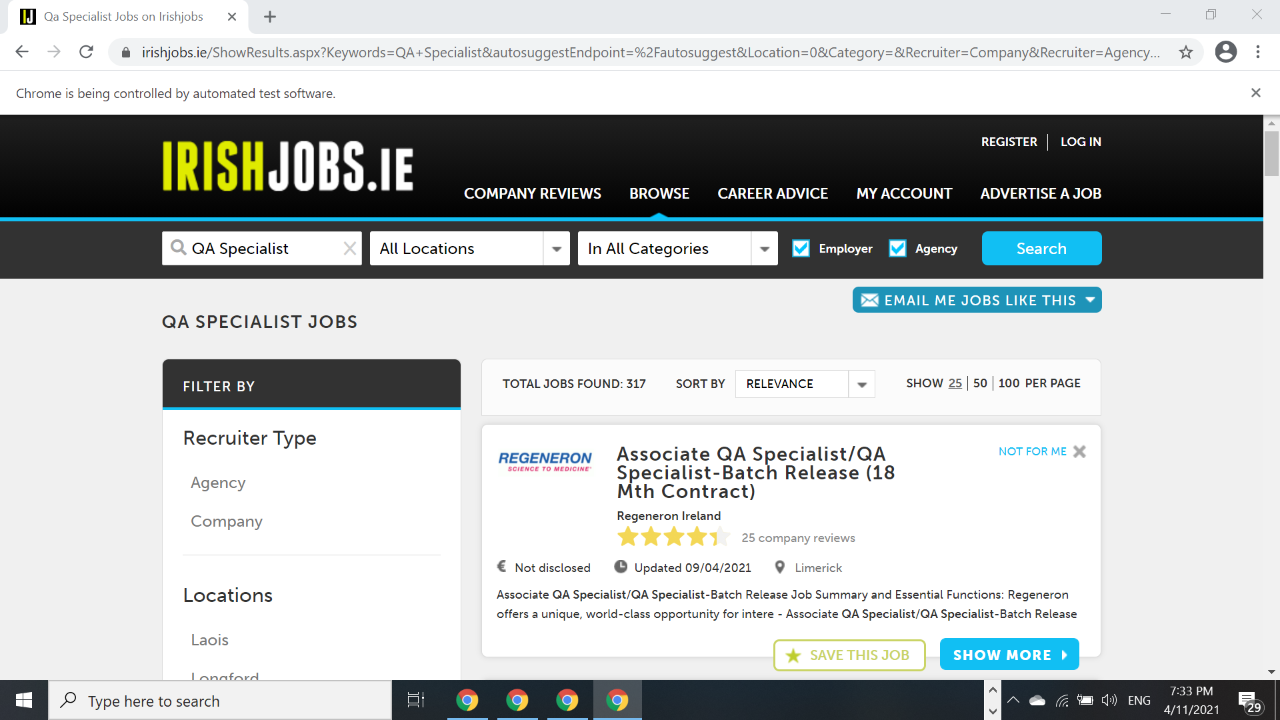 Qa Specialist Jobs on Irishjobs
irishjobs.ie/ShowResults.aspx?Keywords=QA+Specialist&autosuggestEndpoint=%2Fautosuggest&Location=0&Category=&Recruiter=Company&Recruiter=Agency...
Chrome is being controlled by automated test software.
REGISTER LOG IN
IRISHJOBS.IE
COMPANY REVIEWS BROWSE CAREER ADVICE MY ACCOUNT ADVERTISE A JOB
QA Specialist All Locations In All Categories Employer Agency Search
EMAIL ME JOBS LIKE THIS
QA SPECIALIST JOBS
FILTER BY
Recruiter Type
Agency
Company
Locations
Laois
Longford
TOTAL JOBS FOUND: 317 SORT BY RELEVANCE SHOW 25 50 100 PER PAGE
REGENERON
SCIENCE TO MEDICINE
Associate QA Specialist/QA
Specialist-Batch Release (18
Mth Contract)
NOT FOR ME
Regeneron Ireland
25 company reviews
€ Not disclosed Updated 09/04/2021 Limerick
Associate QA Specialist/QA Specialist-Batch Release Job Summary and Essential Functions: Regeneron
offers a unique, world-class opportunity for intere - Associate QA Specialist/QA Specialist-Batch Release
SAVE THIS JOB SHOW MORE
Type here to search
ENG
7:33 PM
4/11/2021
29